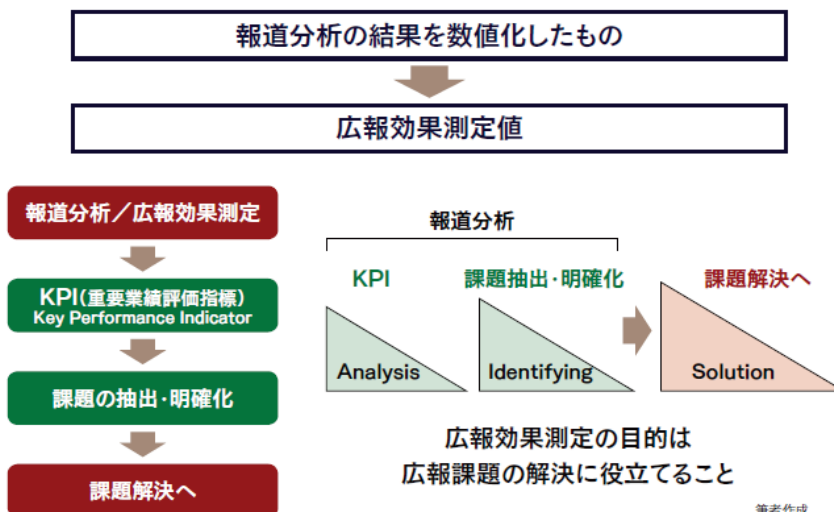 報道分析の結果を数値化したもの
広報効果測定値
報道分析／広報効果測定
KPI（重要業績評価指標）
Key Performance Indicator
課題の抽出・明確化
課題解決へ
報道分析
KPI
課題抽出・明確化
課題解決へ
Analysis
Identifying
Solution
広報効果測定の目的は
広報課題の解決に役立てること
筆者作成